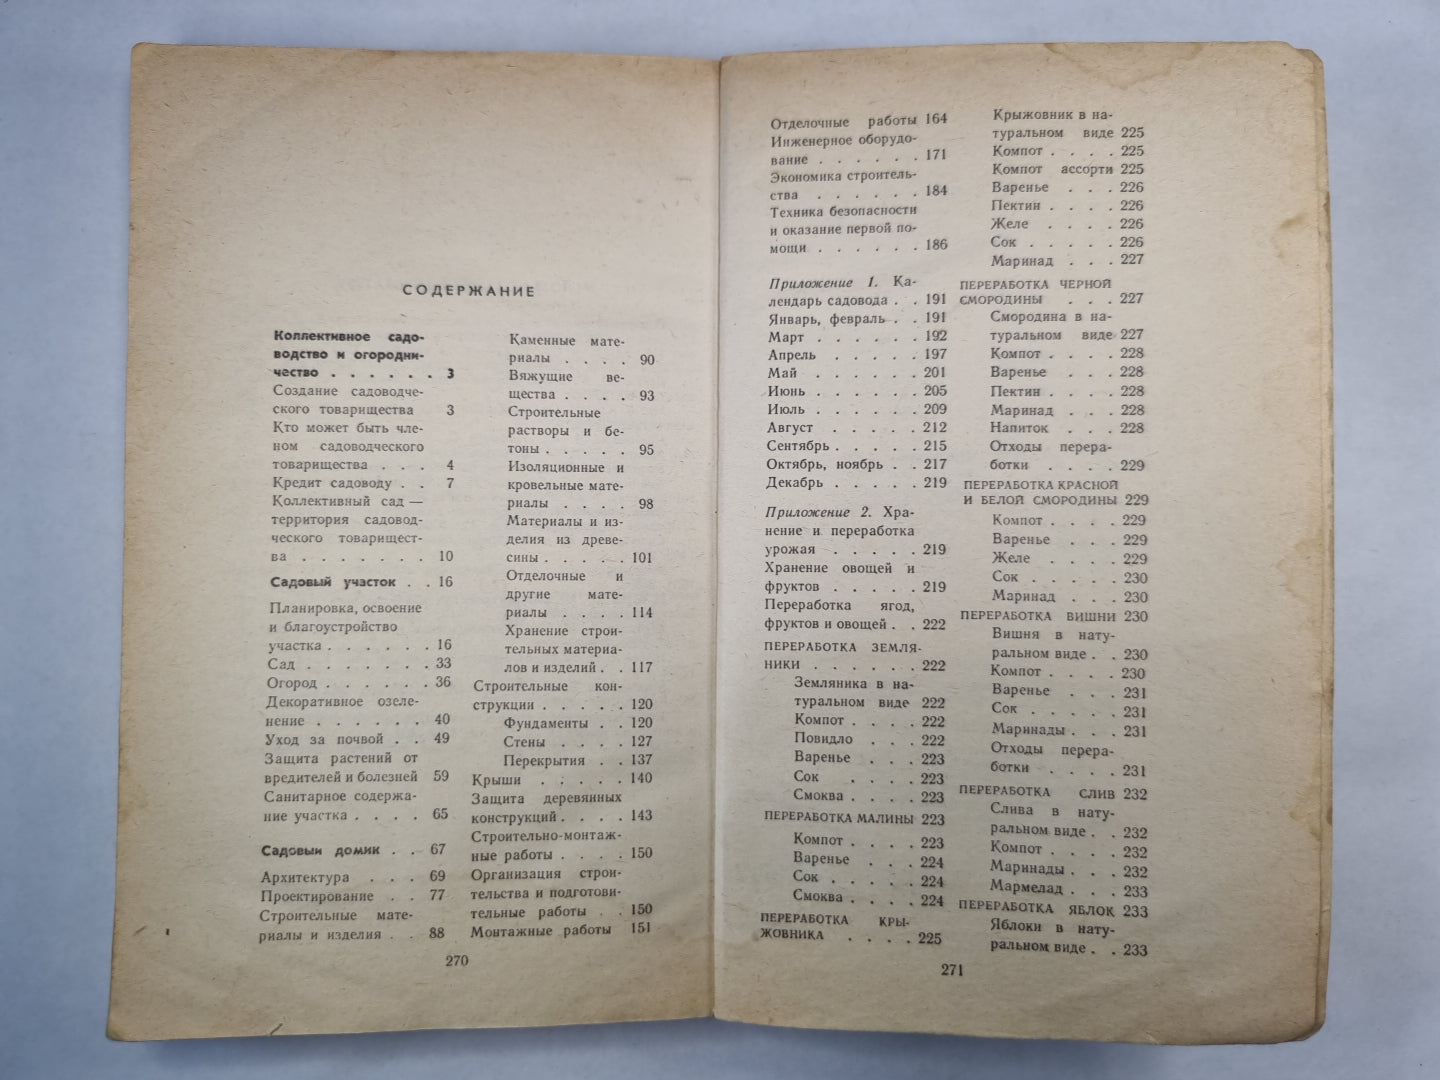 СОДЕРЖАНИЕ
Коллективное садо-
водство и огородни-
чество . . . . . . 3
Создание садоводче-
ского товарищества 3
Кто может быть чле-
ном садоводческого
товарищества . . . 4
Кредит садоводу . . 7
Коллективный сад —
территория садовод-
ческого товарищест-
ва . . . . . . . 10
Садовый участок . . 16
Планировка, освоение
и благоустройство
участка . . . . . . 16
Сад . . . . . . . 33
Огород . . . . . . 36
Декоративное озеле-
нение . . . . . . 40
Уход за почвой . . 49
Защита растений от
вредителей и болезней 59
Санитарное содержа-
ние участка . . . . 65
Садовый домик . . 67
Архитектура . . . 69
Проектирование . . 77
Строительные мате-
риалы и изделия . . 88
Каменные мате-
риалы . . . . 90
Вяжущие ве-
щества . . . . 93
Строительные
растворы и бе-
тоны . . . . . 95
Изоляционные и
кровельные мате-
риалы . . . . 98
Материалы и из-
делия из древе-
сины . . . . . 101
Отделочные и
другие мате-
риалы . . . . 114
Хранение строи-
тельных материа-
лов и изделий . . 117
Строительные кон-
струкции . . . . . 120
Фундаменты . . 120
Стены . . . . 127
Перекрытия . . 137
Крыши . . . . . 140
Защита деревянных
конструкций . . . . 143
Строительно-монтаж-
ные работы . . . . 150
Организация строи-
тельства и подготови-
тельные работы . . 150
Монтажные работы 151
270
Отделочные работы 164
Инженерное оборудо-
вание . . . . . . 171
Экономика строитель-
ства . . . . . . 184
Техника безопасности
и оказание первой по-
мощи . . . . . . 186
Приложение 1. Ка-
лендарь садовода . . 191
Январь, февраль . . 191
Март . . . . . . 192
Апрель . . . . . 197
Май . . . . . . 201
Июнь . . . . . . 205
Июль . . . . . . 209
Август . . . . . 212
Сентябрь . . . . . 215
Октябрь, ноябрь . . 217
Декабрь . . . . . 219
Приложение 2. Хра-
нение и переработка
урожая . . . . . 219
Хранение овощей и
фруктов . . . . . 219
Переработка ягод,
фруктов и овощей . . 222
ПЕРЕРАБОТКА ЗЕМЛЯ-
НИКИ . . . . . . 222
Земляника в на-
туральном виде 222
Компот . . . . 222
Повидло . . . 222
Варенье . . . 223
Сок . . . . 223
Смоква . . . . 223
ПЕРЕРАБОТКА МАЛИНЫ 223
Компот . . . . 223
Варенье . . . 224
Сок . . . . . 224
Смоква . . . . 224
ПЕРЕРАБОТКА КРЫ-
ЖОВНИКА . . . . 225
Крыжовник в на-
туральном виде 225
Компот . . . . 225
Компот ассорти 225
Варенье . . . 226
Пектин . . . . 226
Желе . . . . 226
Сок . . . . . 226
Маринад . . . 227
ПЕРЕРАБОТКА ЧЕРНОЙ
СМОРОДИНЫ . . . 227
Смородина в на-
туральном виде 227
Компот . . . . 228
Варенье . . . 228
Пектин . . . . 228
Маринад . . . 228
Напиток . . . 228
Отходы перера-
ботки . . . . 229
ПЕРЕРАБОТКА КРАСНОЙ
И БЕЛОЙ СМОРОДИНЫ 229
Компот . . . . 229
Варенье . . . 229
Желе . . . . 229
Сок . . . . . 230
Маринад . . . 230
ПЕРЕРАБОТКА ВИШНИ 230
Вишня в нату-
ральном виде . . 230
Компот . . . . 230
Варенье . . . 231
Сок . . . . . 231
Маринады . . . 231
Отходы перера-
ботки . . . . 231
ПЕРЕРАБОТКА СЛИВ 232
Слива в нату-
ральном виде . . 232
Компот . . . . 232
Маринады . . . 232
Мармелад . . . 233
ПЕРЕРАБОТКА ЯБЛОК 233
Яблоки в нату-
ральном виде . . 233
271